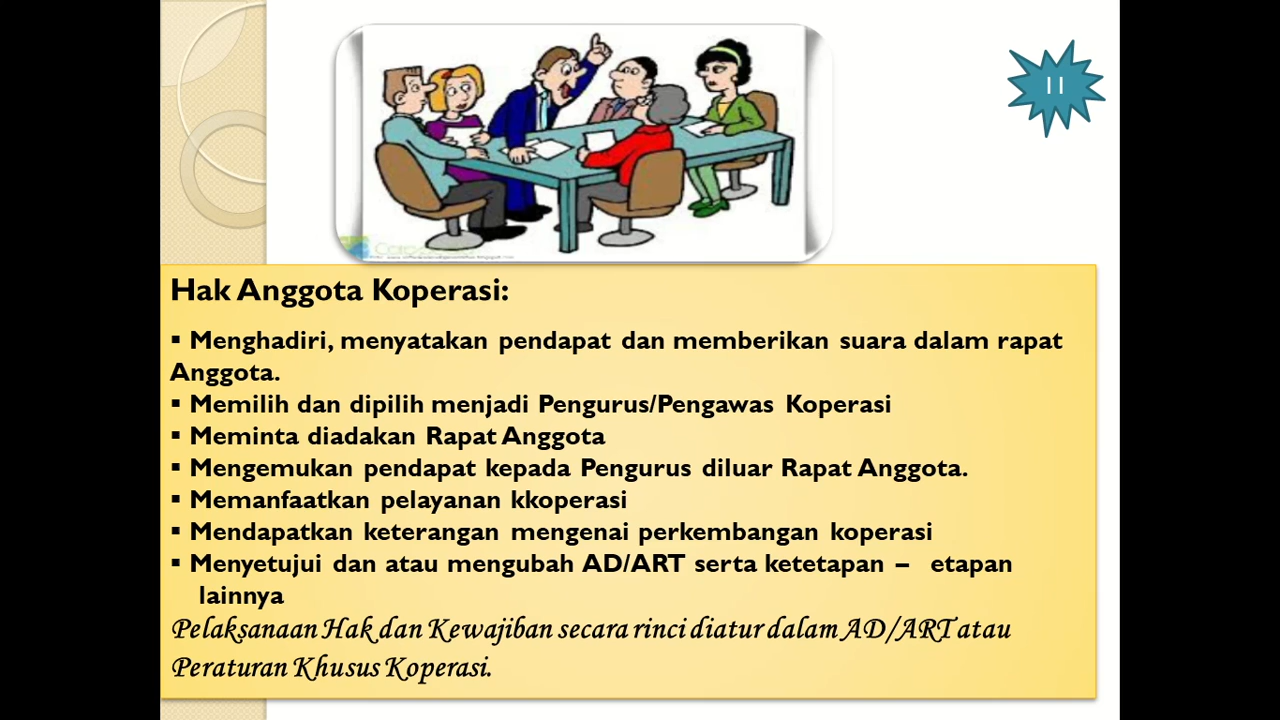 11
Hak Anggota Koperasi:
▪ Menghadiri, menyatakan pendapat dan memberikan suara dalam rapat
Anggota.
▪ Memilih dan dipilih menjadi Pengurus/Pengawas Koperasi
▪ Meminta diadakan Rapat Anggota
▪ Mengemukan pendapat kepada Pengurus diluar Rapat Anggota.
▪ Memanfaatkan pelayanan kkoperasi
▪ Mendapatkan keterangan mengenai perkembangan koperasi
▪ Menyetujui dan atau mengubah AD/ART serta ketetapan – etapan
lainnya
Pelaksanaan Hak dan Kewajiban secara rinci diatur dalam AD/ART atau
Peraturan Khusus Koperasi.